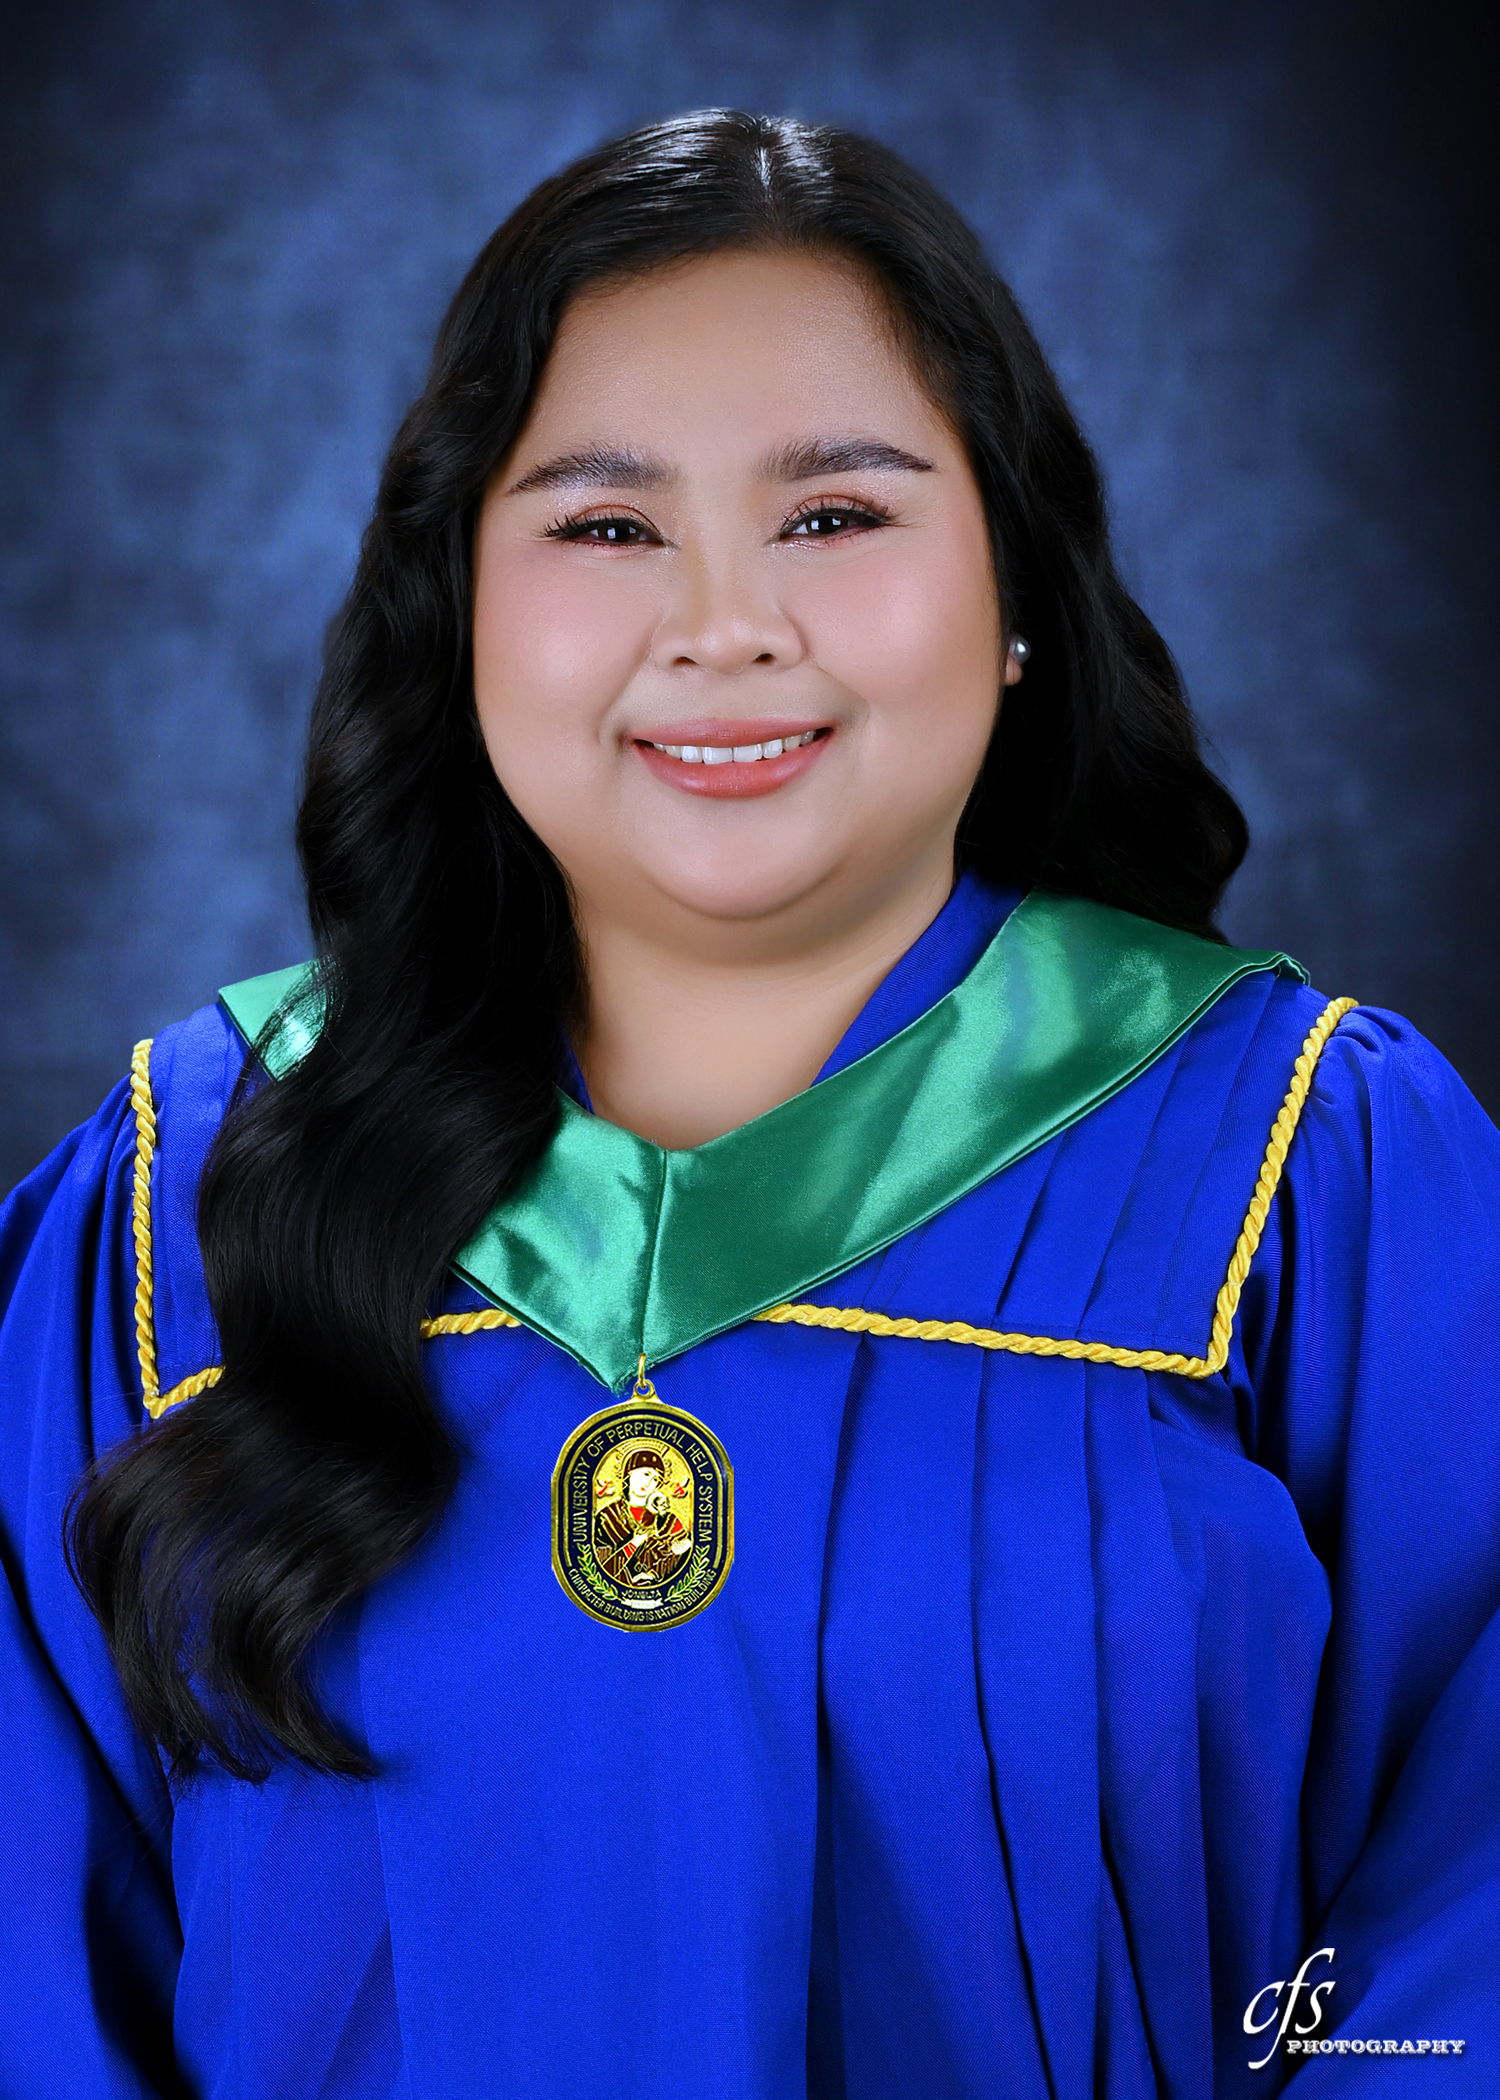 UNIVERSITY OF PERPETUAL HELP SYSTEM
JONELTA
CHARACTER BUILDING IS NATION BUILDING
cfs
PHOTOGRAPHY